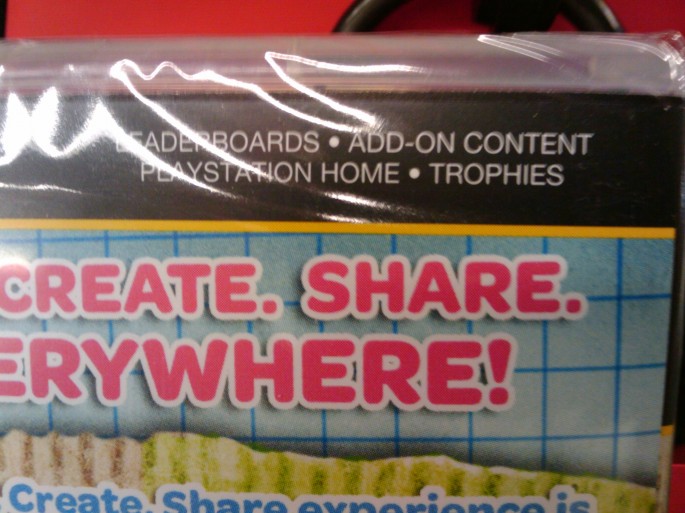 LEADERBOARDS • ADD-ON CONTENT
PLAYSTATION HOME • TROPHIES
CREATE. SHARE.
ERYWHERE!
. Create. Share experience is